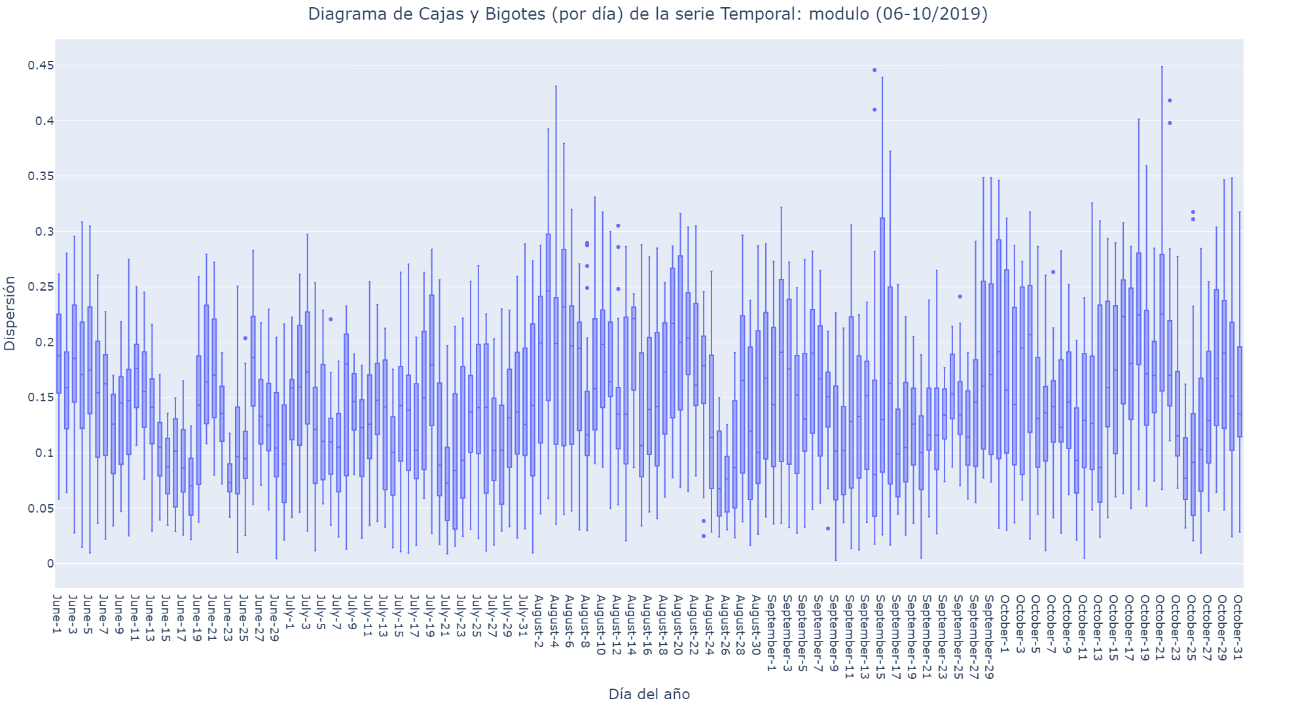 Diagrama de Cajas y Bigotes (por día) de la serie Temporal: modulo (06-10/2019)
Dispersión
0.45
0.4
0.35
0.3
0.25
0.2
0.15
0.1
0.05
0
June-1
June-3
June-5
June-7
June-9
June-11
June-13
June-15
June-17
June-19
June-21
June-23
June-25
June-27
June-29
July-1
July-3
July-5
July-7
July-9
July-11
July-13
July-15
July-17
July-19
July-21
July-23
July-25
July-27
July-29
July-31
August-2
August-4
August-6
August-8
August-10
August-12
August-14
August-16
August-18
August-20
August-22
August-24
August-26
August-28
August-30
September-1
September-3
September-5
September-7
September-9
September-11
September-13
September-15
September-17
September-19
September-21
September-23
September-25
September-27
September-29
October-1
October-3
October-5
October-7
October-9
October-11
October-13
October-15
October-17
October-19
October-21
October-23
October-25
October-27
October-29
October-31
Día del año